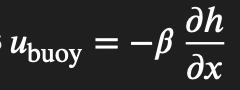 u_buoy = −β ∂h/∂x